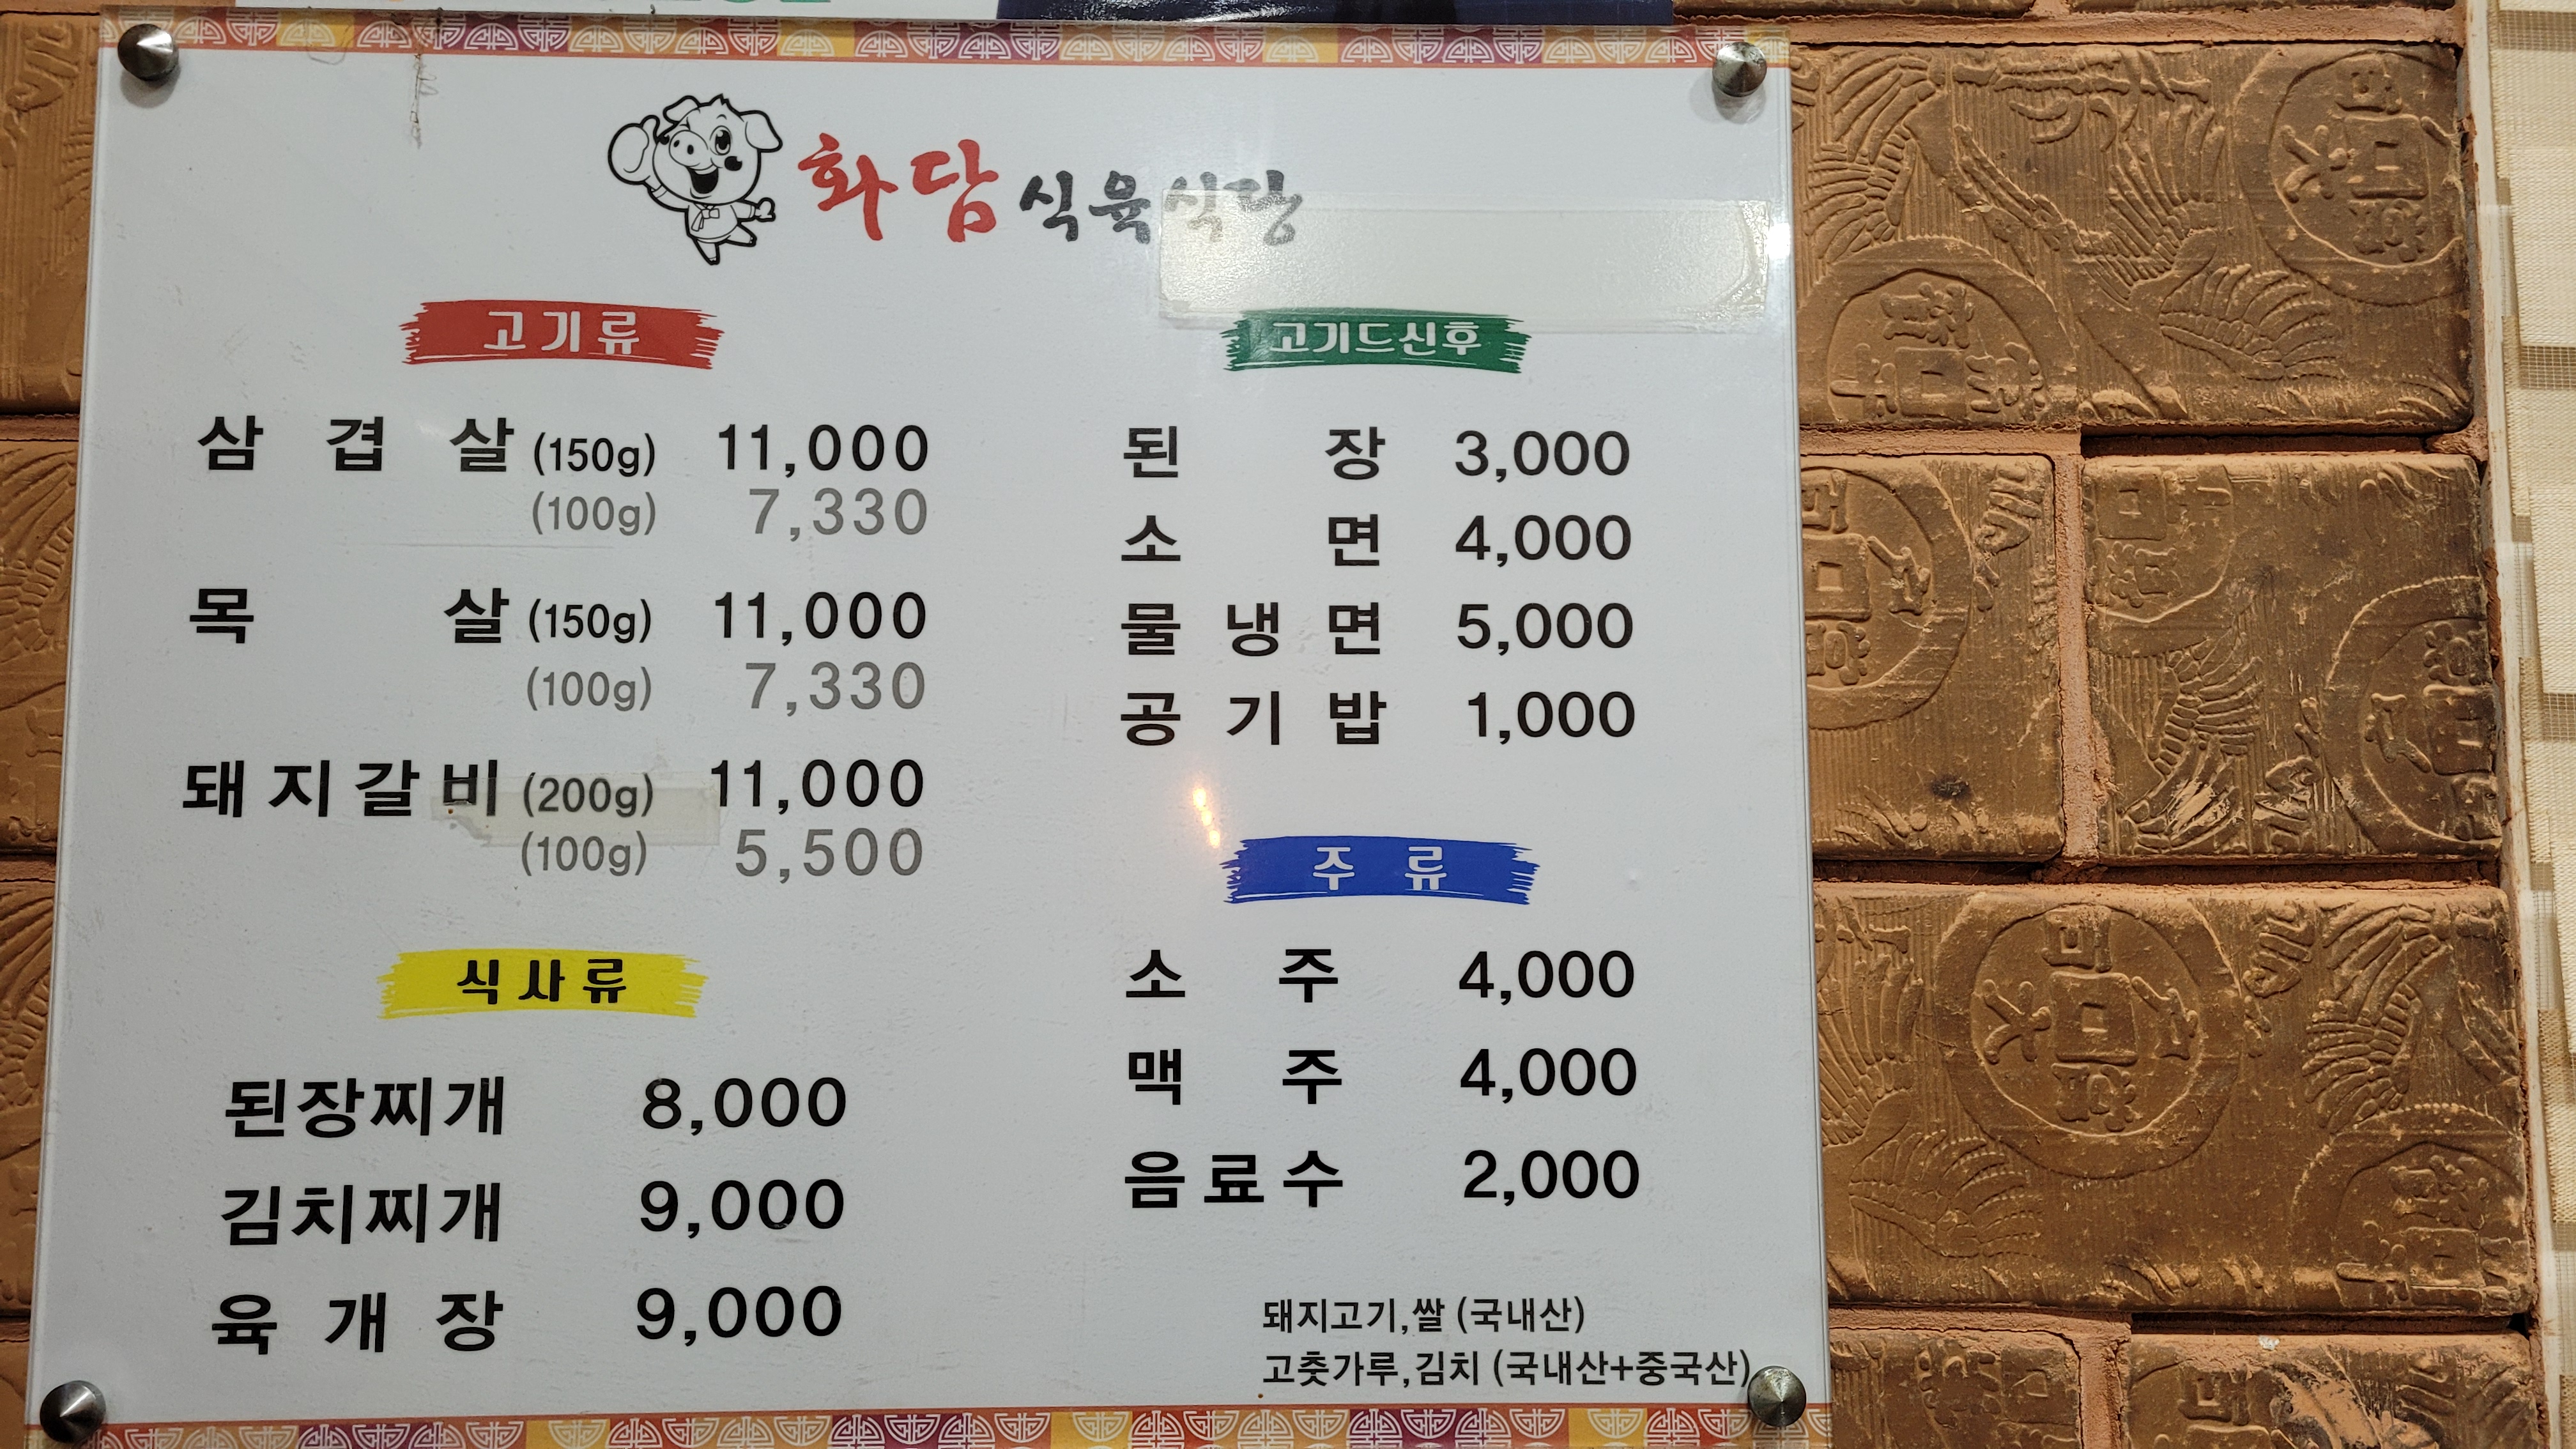 화담 식육식당
고기류
삼겹살 (150g) 11,000
(100g) 7,330
목살 (150g) 11,000
(100g) 7,330
돼지갈비 (200g) 11,000
(100g) 5,500
식사류
된장찌개 8,000
김치찌개 9,000
육개장 9,000
고기드신후
된장 3,000
소면 4,000
물냉면 5,000
공기밥 1,000
주류
소주 4,000
맥주 4,000
음료수 2,000
돼지고기,쌀 (국내산)
고춧가루,김치 (국내산+중국산)